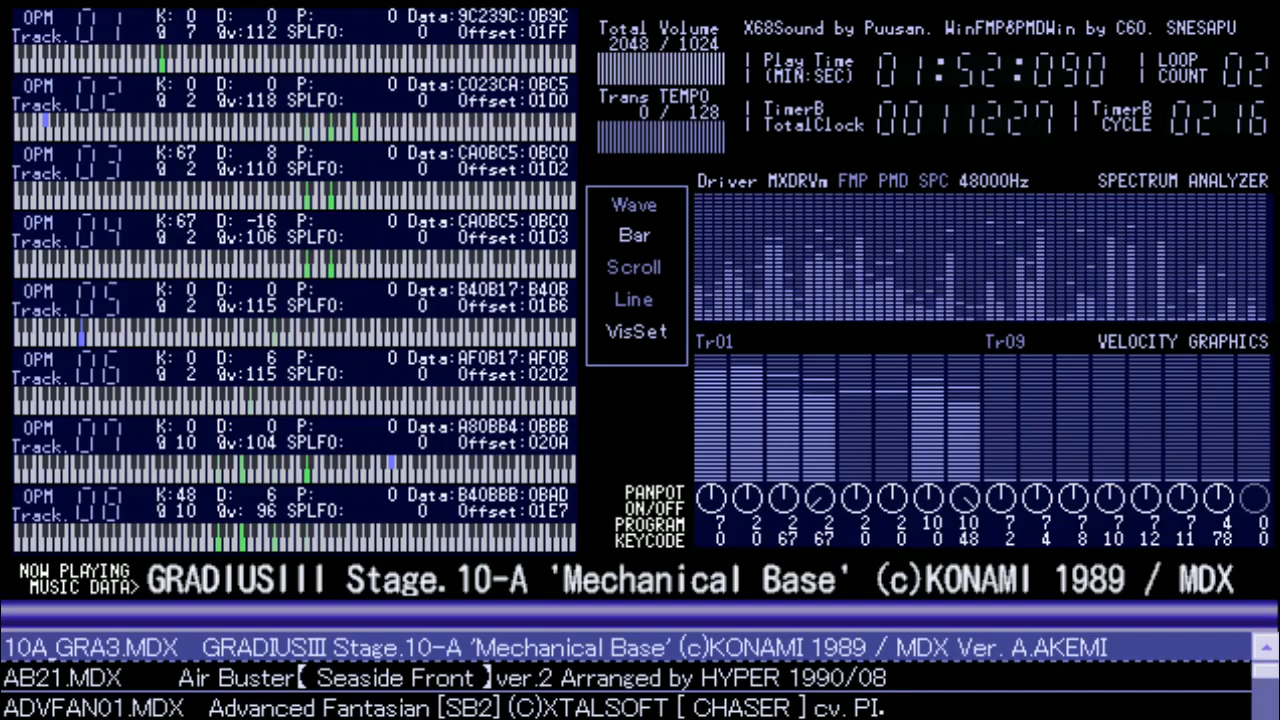 OPM Track. 01 K: 0 D: 0 P: 0 Data:9C239C:0B9C
@ 7 @v:112 SPLFO: 0 Offset:01FF
OPM Track. 02 K: 0 D: 0 P: 0 Data:C023CA:0BC5
@ 2 @v:118 SPLFO: 0 Offset:01D0
OPM Track. 03 K:67 D: 8 P: 0 Data:CA0BC5:0BC0
@ 2 @v:110 SPLFO: 0 Offset:01D2
OPM Track. 04 K:67 D: -16 P: 0 Data:CA0BC5:0BC0
@ 2 @v:106 SPLFO: 0 Offset:01D3
OPM Track. 05 K: 0 D: 0 P: 0 Data:B40B17:B40B
@ 2 @v:115 SPLFO: 0 Offset:01B6
OPM Track. 06 K: 0 D: 6 P: 0 Data:AF0B17:AF0B
@ 2 @v:115 SPLFO: 0 Offset:0202
OPM Track. 07 K: 0 D: 0 P: 0 Data:A80BB4:0BBB
@ 10 @v:104 SPLFO: 0 Offset:020A
OPM Track. 08 K:48 D: 6 P: 0 Data:B40BBB:0BAD
@ 10 @v: 96 SPLFO: 0 Offset:01E7
Total Volume
2048 / 1024
Trans TEMPO
0 / 128
X68Sound by Puusan. WinFMP&PMDWin by C60. SNESAPU
Play Time (MIN:SEC) 01:52:090 LOOP COUNT 02
TimerB TotalClock 00011227 TimerB CYCLE 0216
Wave
Bar
Scroll
Line
VisSet
Driver MXDRVm FMP PMD SPC 48000Hz SPECTRUM ANALYZER
Tr01 Tr09 VELOCITY GRAPHICS
PANPOT
ON/OFF
PROGRAM 7 2 2 2 2 2 10 10 7 2 7 10 12 11 -4 0
KEYCODE 0 0 67 67 0 0 0 48 2 4 8 10 7 7 78 0
NOW PLAYING
MUSIC DATA> GRADIUSIII Stage.10-A 'Mechanical Base' (c)KONAMI 1989 / MDX
10A_GRA3.MDX GRADIUSⅢ Stage.10-A 'Mechanical Base' (c)KONAMI 1989 / MDX Ver. A.AKEMI
AB21.MDX Air Buster【 Seaside Front 】ver.2 Arranged by HYPER 1990/08
ADVFAN01.MDX Advanced Fantasian [SB2] (C)XTALSOFT [ CHASER ] cv. PI.